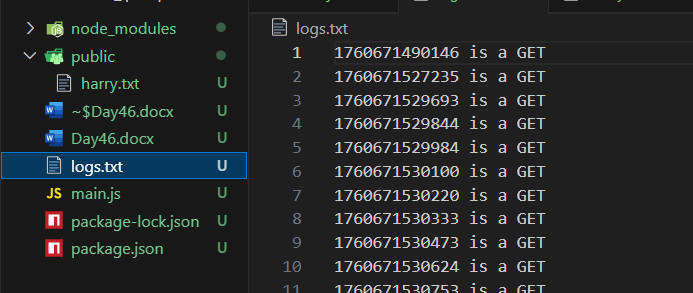 node_modules
public
harry.txt U
~$Day46.docx U
Day46.docx U
logs.txt U
JS main.js U
package-lock.json U
package.json U
logs.txt
1 1760671490146 is a GET
2 1760671527235 is a GET
3 1760671529693 is a GET
4 1760671529844 is a GET
5 1760671529984 is a GET
6 1760671530100 is a GET
7 1760671530220 is a GET
8 1760671530333 is a GET
9 1760671530473 is a GET
10 1760671530624 is a GET
11 1760671530753 is a GET